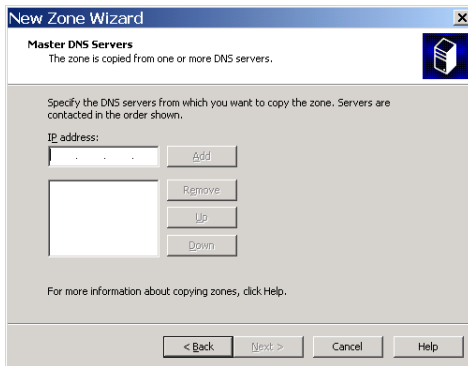 New Zone Wizard
Master DNS Servers
The zone is copied from one or more DNS servers.
Specify the DNS servers from which you want to copy the zone. Servers are
contacted in the order shown.
IP address:
. . .
Add
Remove
Up
Down
For more information about copying zones, click Help.
< Back Next > Cancel Help